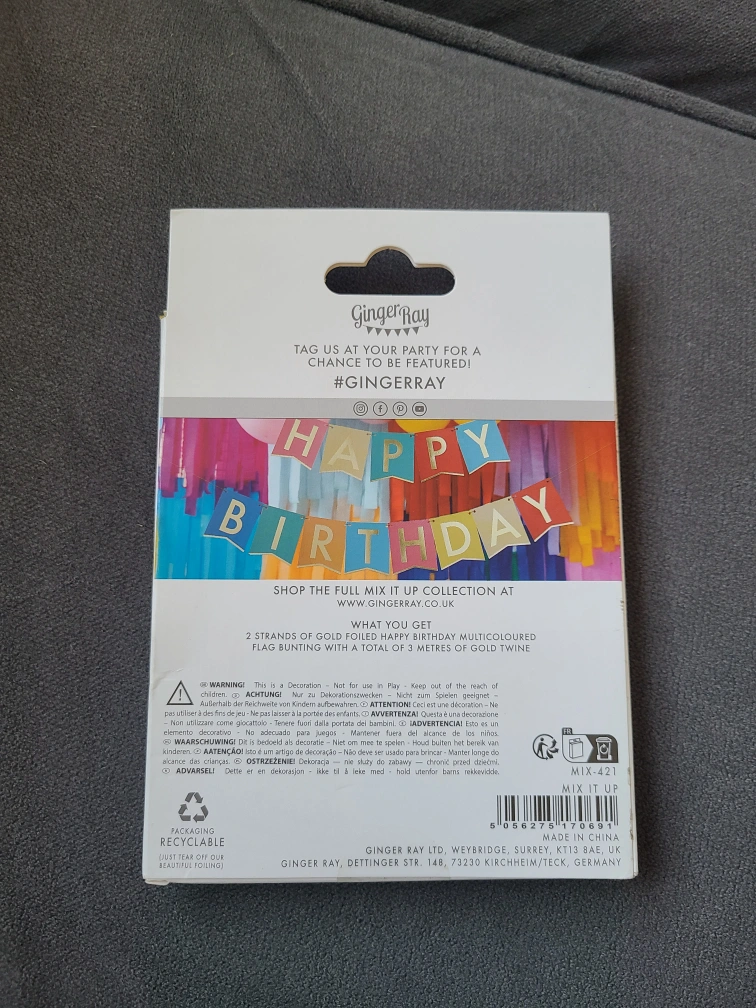 Ginger Ray
TAG US AT YOUR PARTY FOR A
CHANCE TO BE FEATURED!
#GINGERRAY
HAPPY
BIRTHDAY
SHOP THE FULL MIX IT UP COLLECTION AT
WWW.GINGERRAY.CO.UK
WHAT YOU GET
2 STRANDS OF GOLD FOILED HAPPY BIRTHDAY MULTICOLOURED
FLAG BUNTING WITH A TOTAL OF 3 METRES OF GOLD TWINE
WARNING! This is a Decoration – Not for use in Play - Keep out of the reach of
children. ACHTUNG! Nur zu Dekorationszwecken – Nicht zum Spielen geeignet –
Außerhalb der Reichweite von Kindern aufbewahren. ATTENTION! Ceci est une décoration – Ne
pas utiliser à des fins de jeu - Ne pas laisser à la portée des enfants. AVVERTENZA! Questa è una decorazione
– Non utilizzare come giocattolo - Tenere fuori dalla portata dei bambini. ¡ADVERTENCIA! Esto es un
elemento decorativo – No adecuado para juegos - Mantener fuera del alcance de los niños.
WAARSCHUWING! Dit is bedoeld als decoratie – Niet om mee te spelen - Houd buiten het bereik van
kinderen. AATENÇÃO! Isto é um artigo de decoração – Não deve ser usado para brincar - Manter longe do
alcance das crianças. OSTRZEŻENIE! Dekoracja — nie służy do zabawy — chronić przed dziećmi.
ADVARSEL! Dette er en dekorasjon - ikke til å leke med - hold utenfor barns rekkevidde.
FR
MIX-421
MIX IT UP
5 056275 170691
PACKAGING
RECYCLABLE
(JUST TEAR OFF OUR
BEAUTIFUL FOILING)
MADE IN CHINA
GINGER RAY LTD, WEYBRIDGE, SURREY, KT13 8AE, UK
GINGER RAY, DETTINGER STR. 148, 73230 KIRCHHEIM/TECK, GERMANY